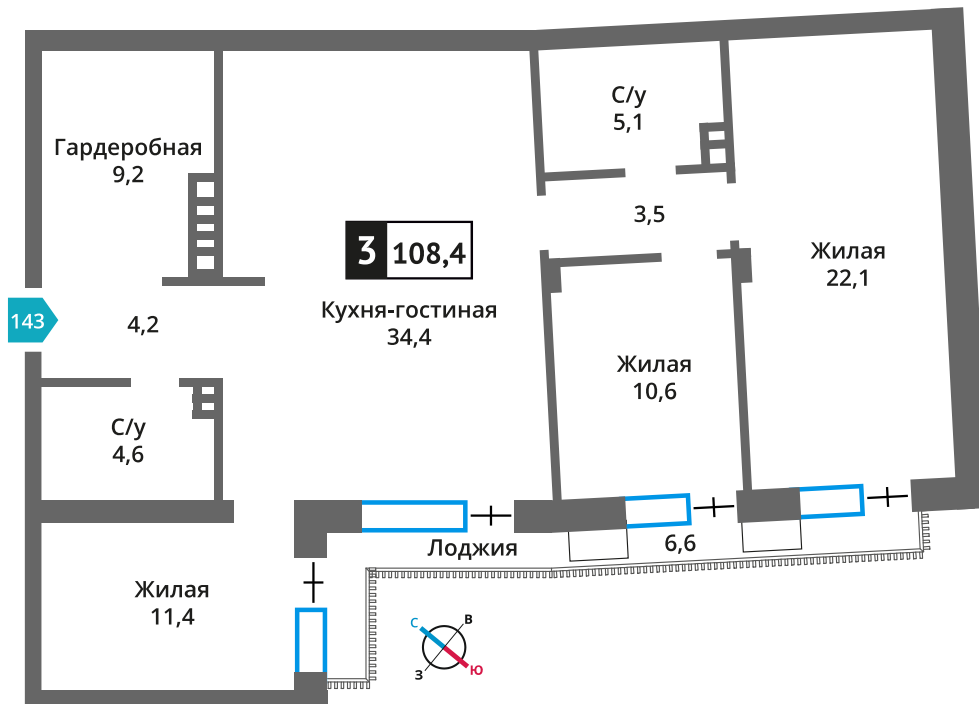 С/у
5,1
Гардеробная
9,2
3,5
3 108,4
Жилая
22,1
143
4,2
Кухня-гостиная
34,4
Жилая
10,6
С/у
4,6
Лоджия
6,6
Жилая
11,4
С
В
З
Ю